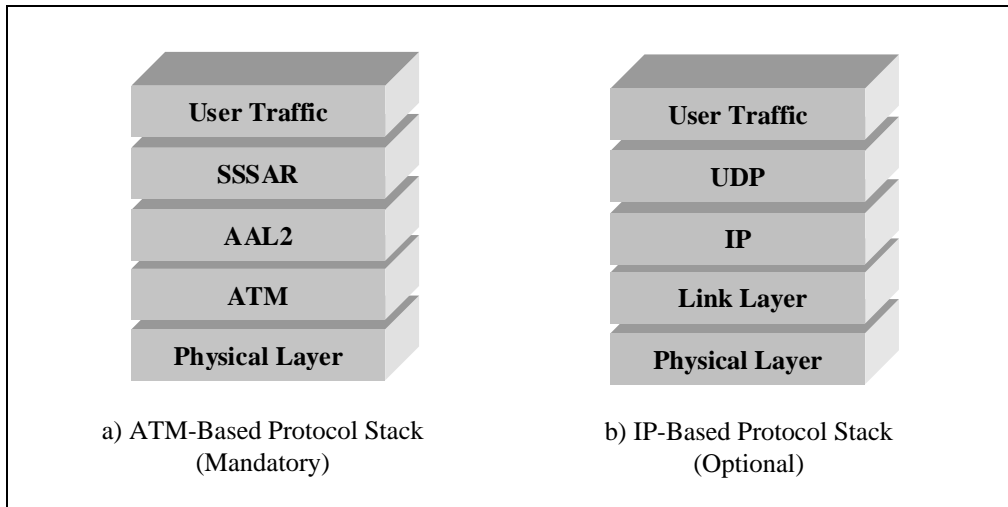 User Traffic
SSSAR
AAL2
ATM
Physical Layer
a) ATM-Based Protocol Stack
(Mandatory)
User Traffic
UDP
IP
Link Layer
Physical Layer
b) IP-Based Protocol Stack
(Optional)